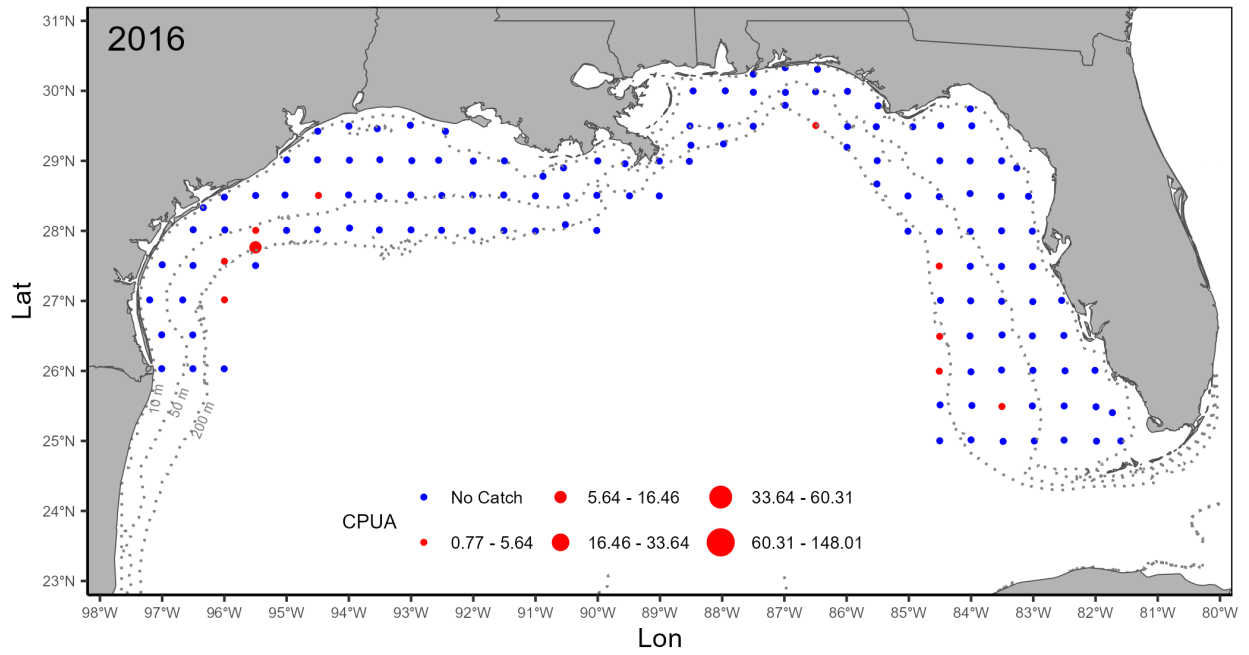 2016
31°N
30°N
29°N
28°N
27°N
26°N
25°N
24°N
23°N
Lat
10 m
50 m
200 m
CPUA
No Catch
5.64 - 16.46
33.64 - 60.31
0.77 - 5.64
16.46 - 33.64
60.31 - 148.01
98°W 97°W 96°W 95°W 94°W 93°W 92°W 91°W 90°W 89°W 88°W 87°W 86°W 85°W 84°W 83°W 82°W 81°W 80°W
Lon